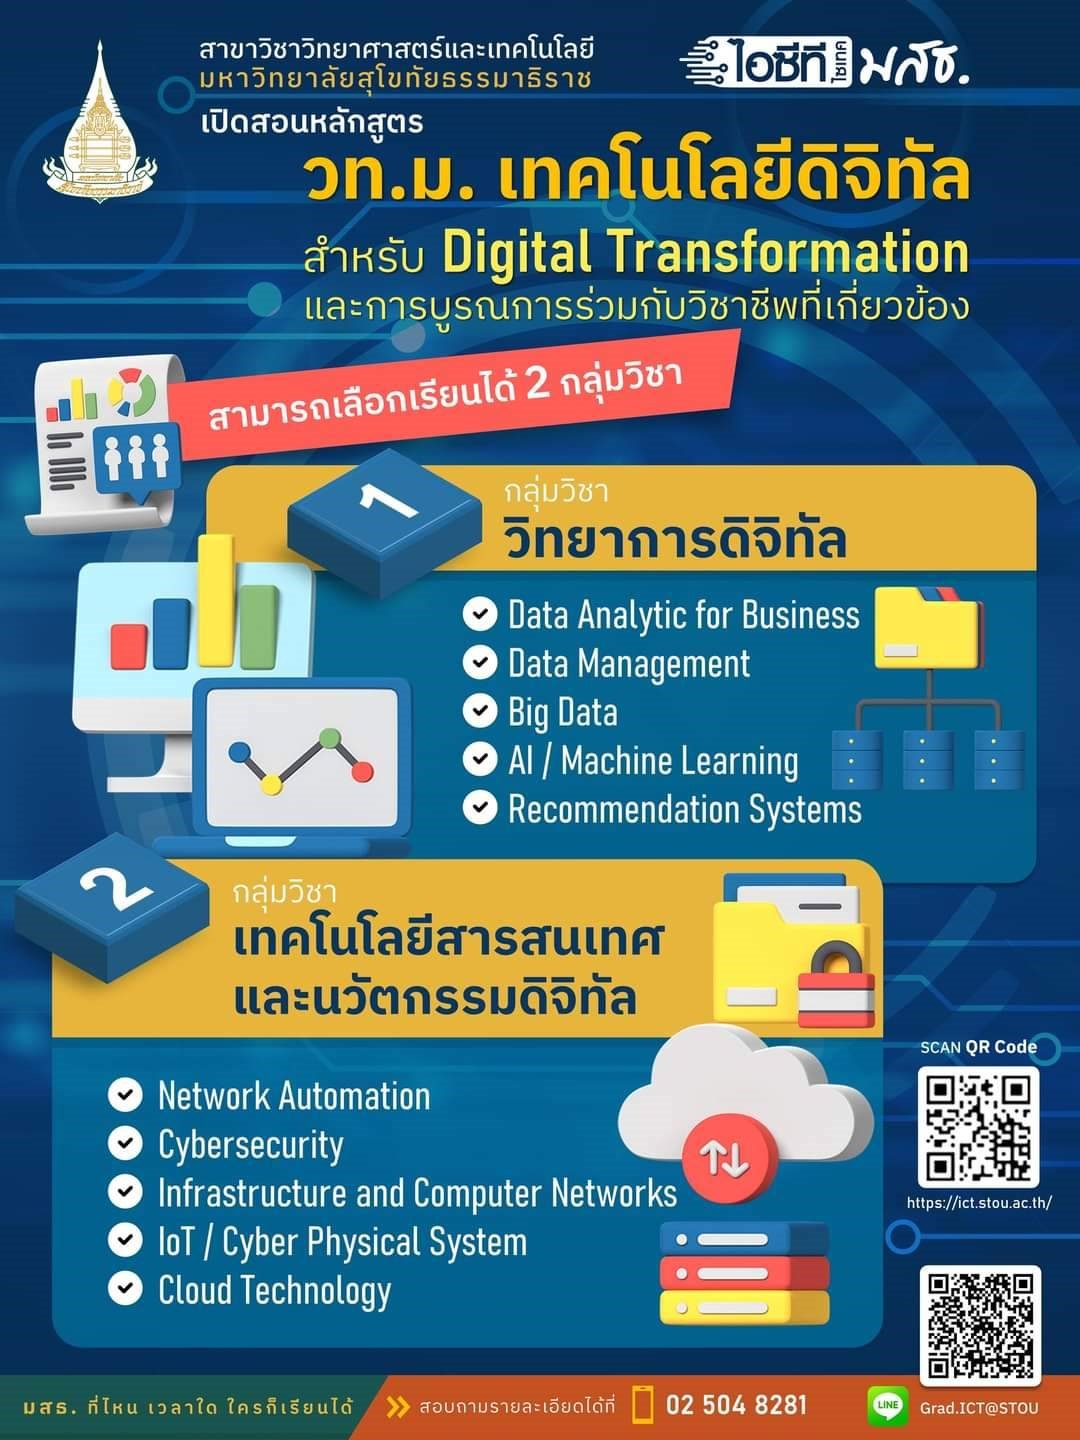 สาขาวิชาวิทยาศาสตร์และเทคโนโลยี
มหาวิทยาลัยสุโขทัยธรรมาธิราช
ไอซีที ไซเทค มสธ.
เปิดสอนหลักสูตร
วท.ม. เทคโนโลยีดิจิทัล
สำหรับ Digital Transformation
และการบูรณการร่วมกับวิชาชีพที่เกี่ยวข้อง
สามารถเลือกเรียนได้ 2 กลุ่มวิชา
1
กลุ่มวิชา
วิทยาการดิจิทัล
Data Analytic for Business
Data Management
Big Data
AI / Machine Learning
Recommendation Systems
2
กลุ่มวิชา
เทคโนโลยีสารสนเทศ
และนวัตกรรมดิจิทัล
Network Automation
Cybersecurity
Infrastructure and Computer Networks
IoT / Cyber Physical System
Cloud Technology
SCAN QR Code
https://ict.stou.ac.th/
มสธ. ที่ไหน เวลาใด ใครก็เรียนได้
สอบถามรายละเอียดได้ที่ 02 504 8281
LINE Grad.ICT@STOU